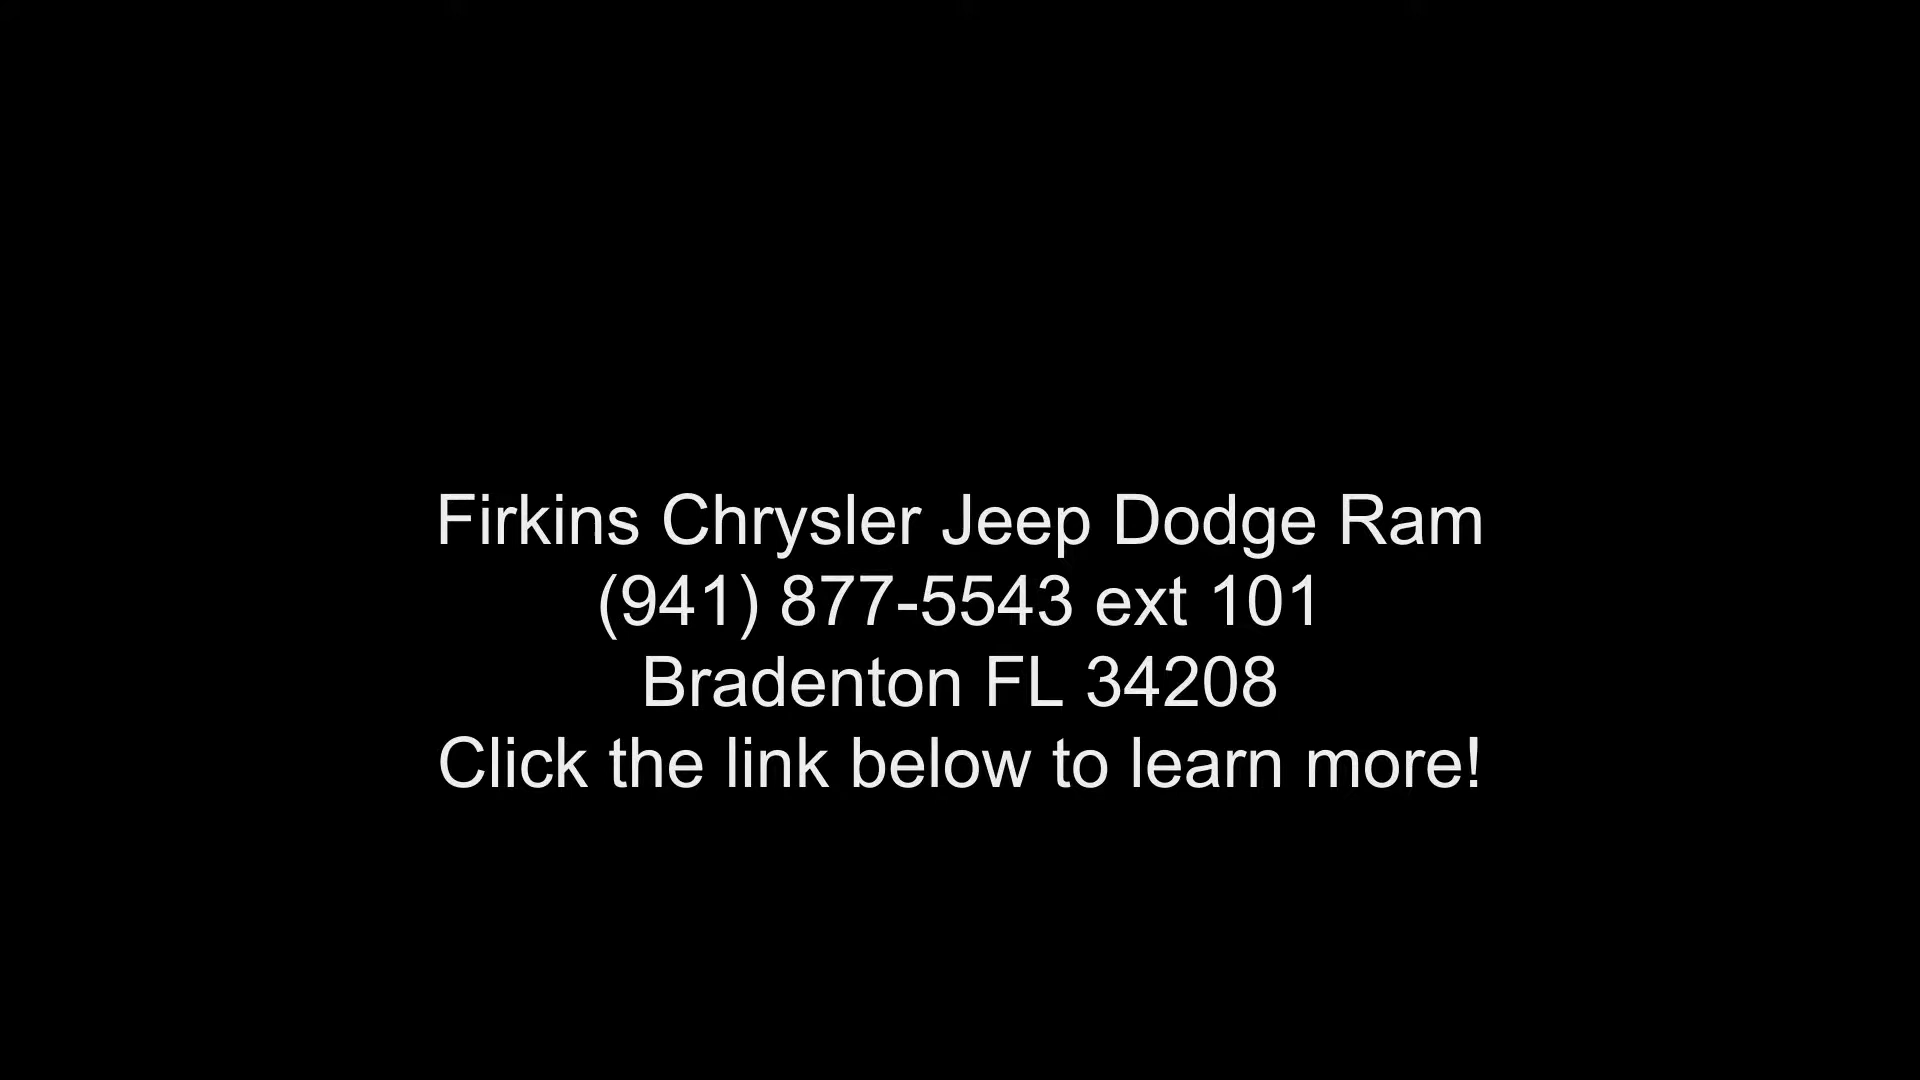 Firkins Chrysler Jeep Dodge Ram
(941) 877-5543 ext 101
Bradenton FL 34208
Click the link below to learn more!